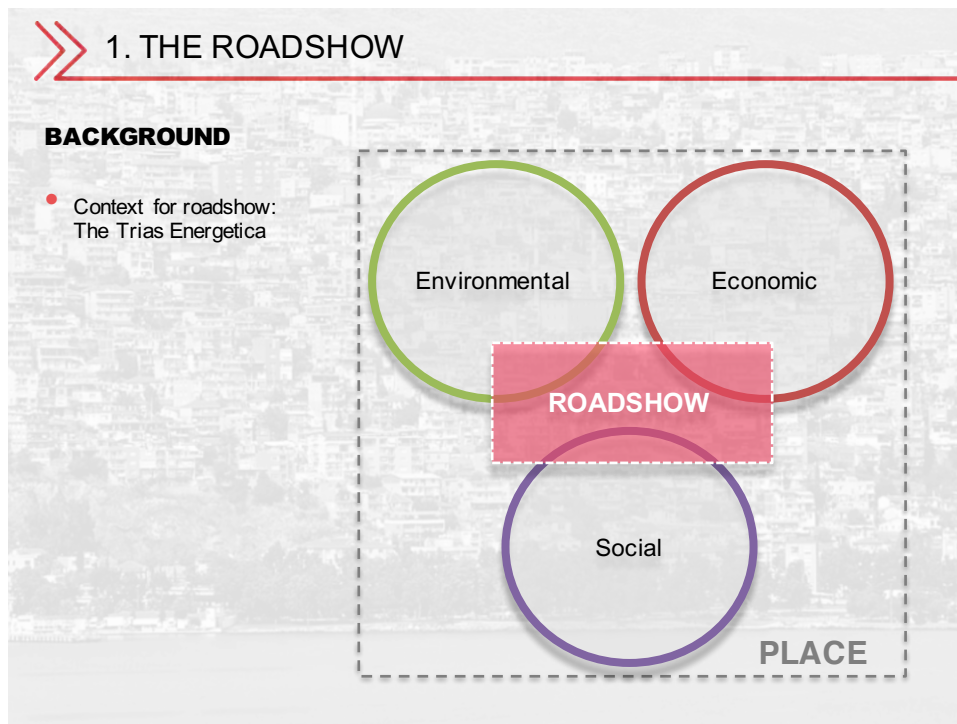 1. THE ROADSHOW
BACKGROUND
• Context for roadshow:
The Trias Energetica
Environmental
Economic
ROADSHOW
Social
PLACE